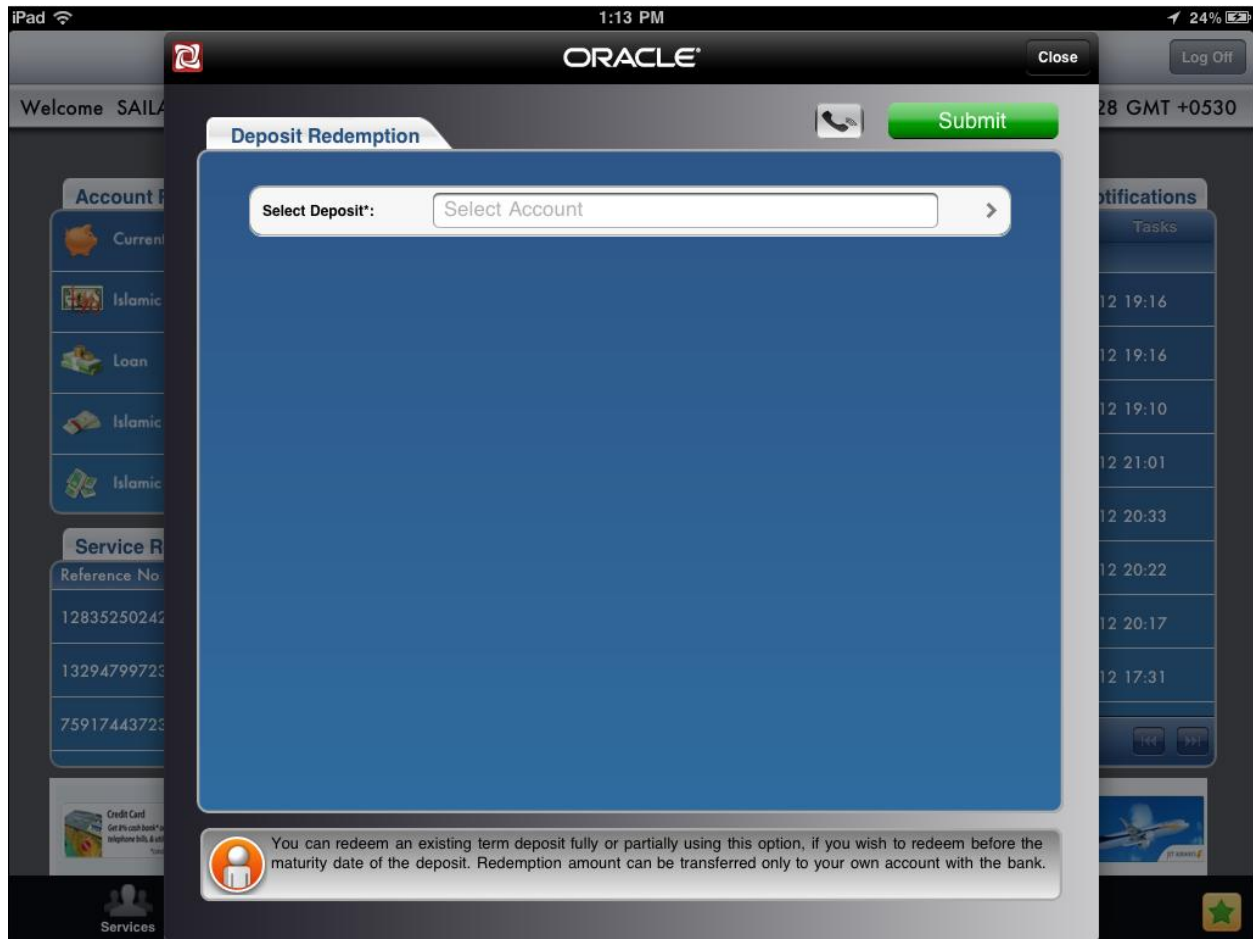 iPad
1:13 PM
24%
ORACLE
Close
Log Off
Welcome SAILA
28 GMT +0530
Deposit Redemption
Submit
Select Deposit*:
Select Account
Account
Current
Islamic
Loan
Islamic
Islamic
Service R
Reference No
12835250242
13294799723
75917443723
otifications
Tasks
12 19:16
12 19:16
12 19:10
12 21:01
12 20:33
12 20:22
12 20:17
12 17:31
Credit Card
You can redeem an existing term deposit fully or partially using this option, if you wish to redeem before the
maturity date of the deposit. Redemption amount can be transferred only to your own account with the bank.
Services